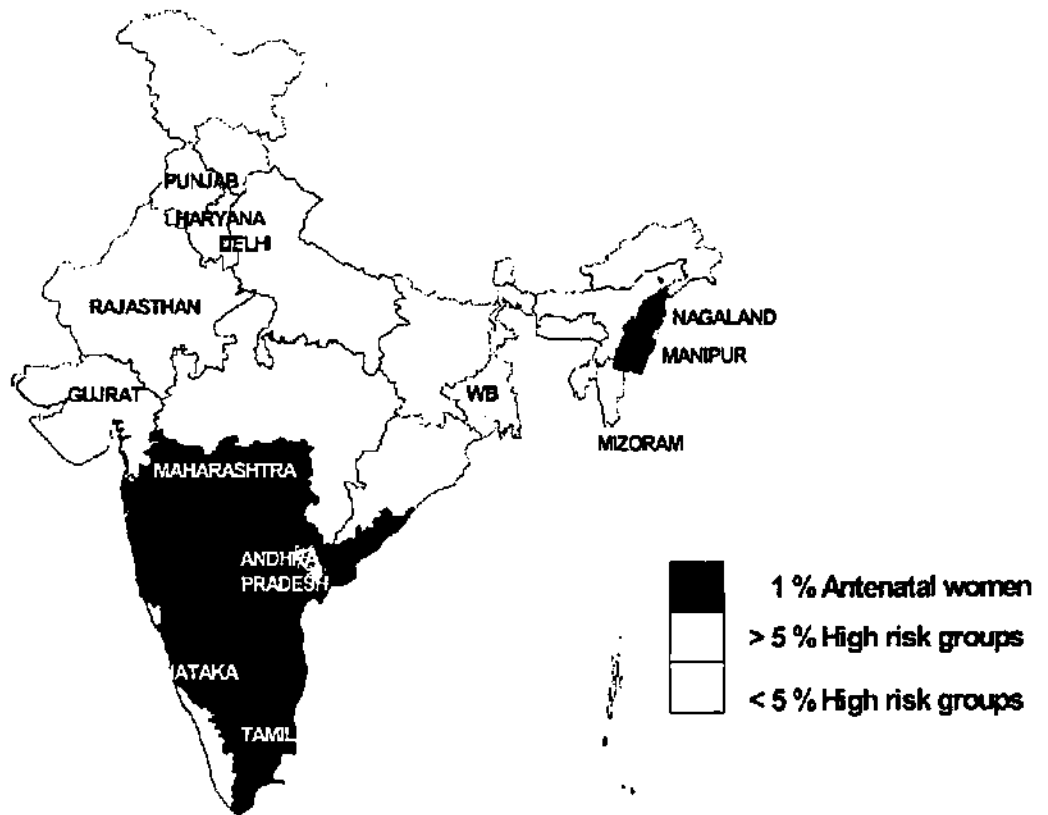 PUNJAB
HARYANA
DELHI
RAJASTHAN
NAGALAND
MANIPUR
GUJRAT
WB
MIZORAM
MAHARASHTRA
ANDHRA
PRADESH
1 % Antenatal women
> 5 % High risk groups
ATAKA
< 5 % High risk groups
TAMIL